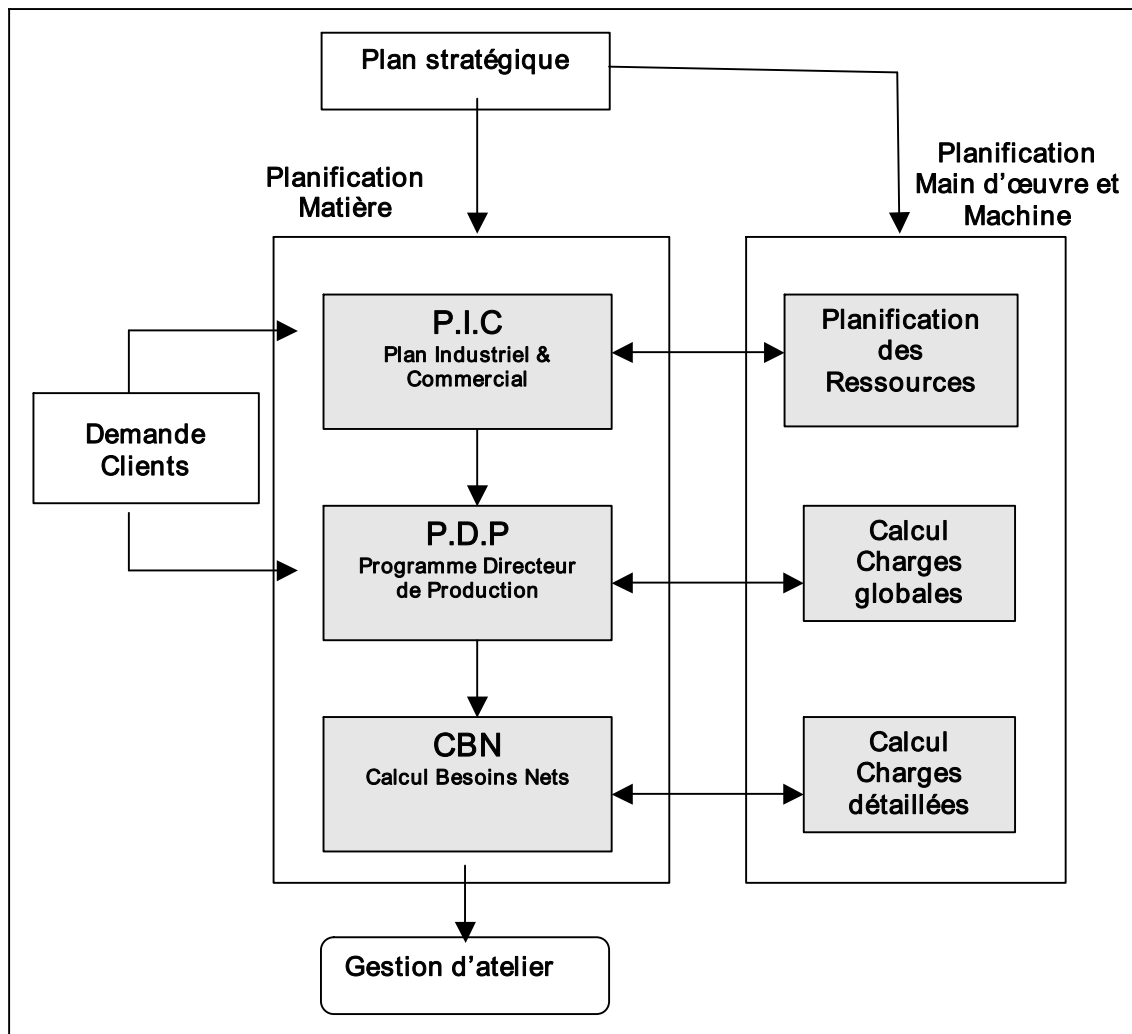 Plan stratégique
Planification
Matière
Planification
Main d’œuvre et
Machine
P.I.C
Plan Industriel &
Commercial
Planification
des
Ressources
Demande
Clients
P.D.P
Programme Directeur
de Production
Calcul
Charges
globales
CBN
Calcul Besoins Nets
Calcul
Charges
détaillées
Gestion d’atelier